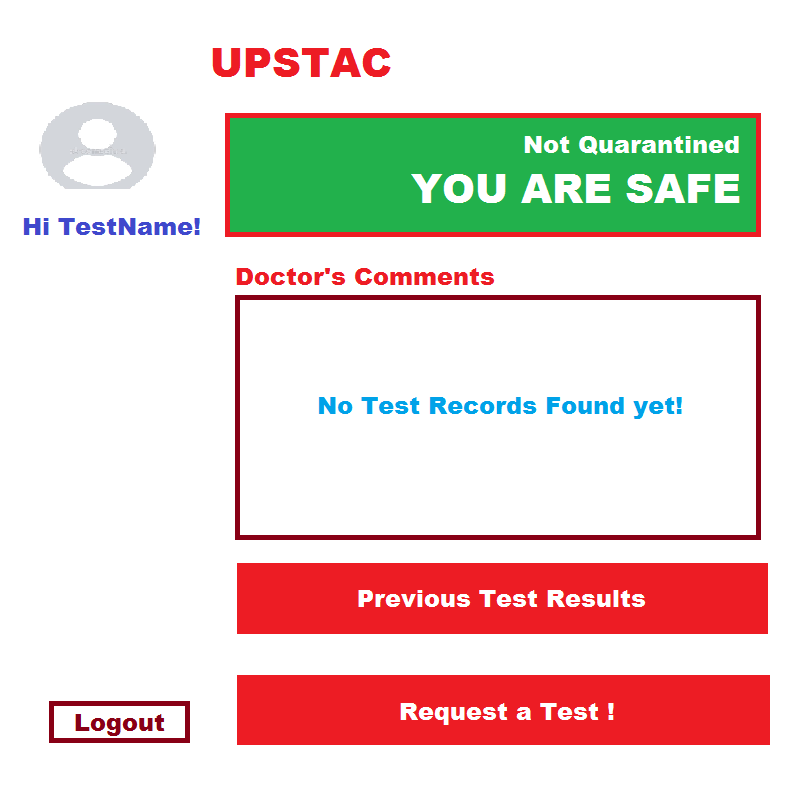 UPSTAC
Not Quarantined
YOU ARE SAFE
Hi TestName!
Doctor's Comments
No Test Records Found yet!
Previous Test Results
Request a Test !
Logout